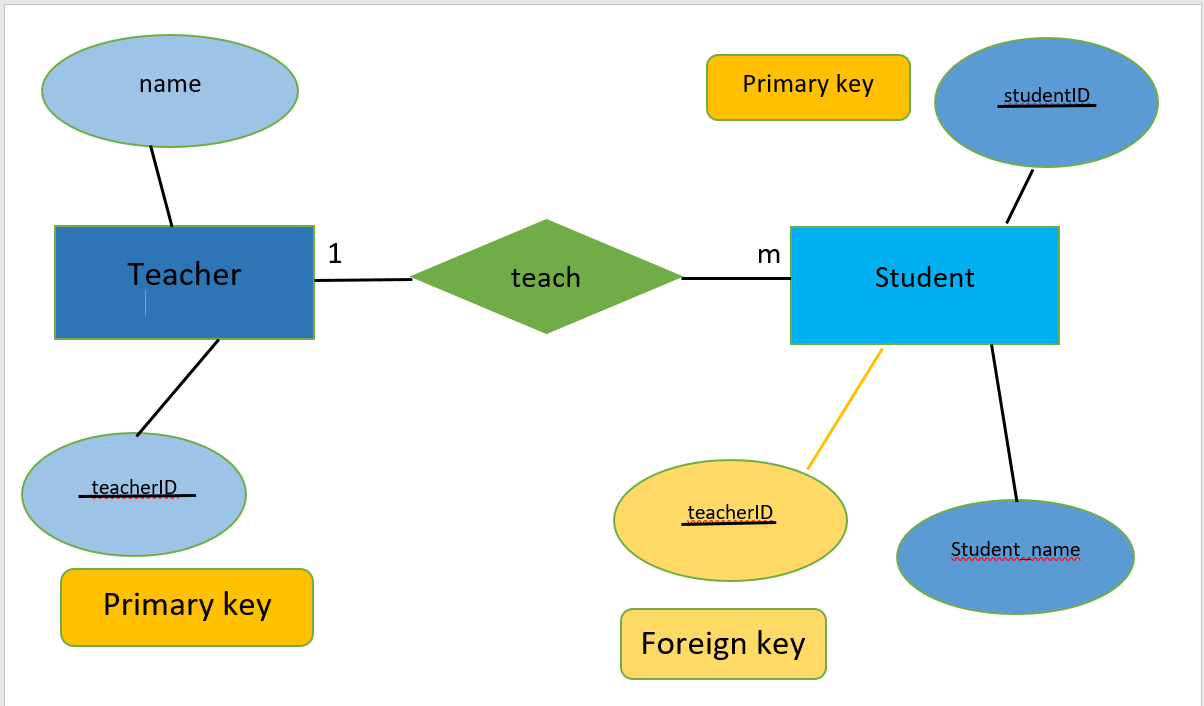 name
Primary key
studentID
Teacher
1
teach
m
Student
teacherID
teacherID
Student_name
Primary key
Foreign key